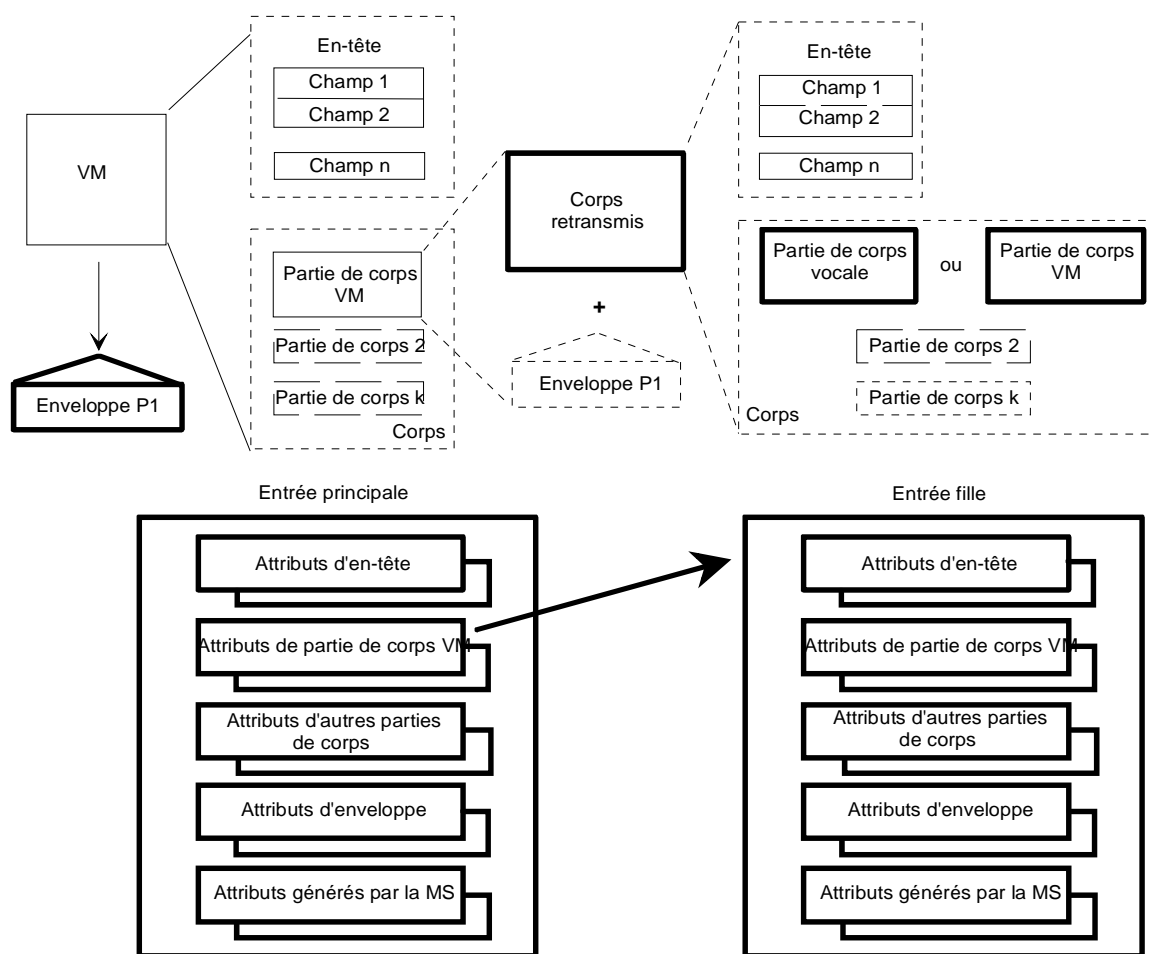 En-tête
Champ 1
Champ 2
Champ n
VM
Partie de corps
VM
Partie de corps 2
Partie de corps k
Corps
Enveloppe P1
Corps
retransmis
+
Enveloppe P1
En-tête
Champ 1
Champ 2
Champ n
Partie de corps
vocale
ou
Partie de corps
VM
Partie de corps 2
Partie de corps k
Corps
Entrée principale
Attributs d'en-tête
Attributs de partie de corps VM
Attributs d'autres parties
de corps
Attributs d'enveloppe
Attributs générés par la MS
Entrée fille
Attributs d'en-tête
Attributs de partie de corps VM
Attributs d'autres parties
de corps
Attributs d'enveloppe
Attributs générés par la MS